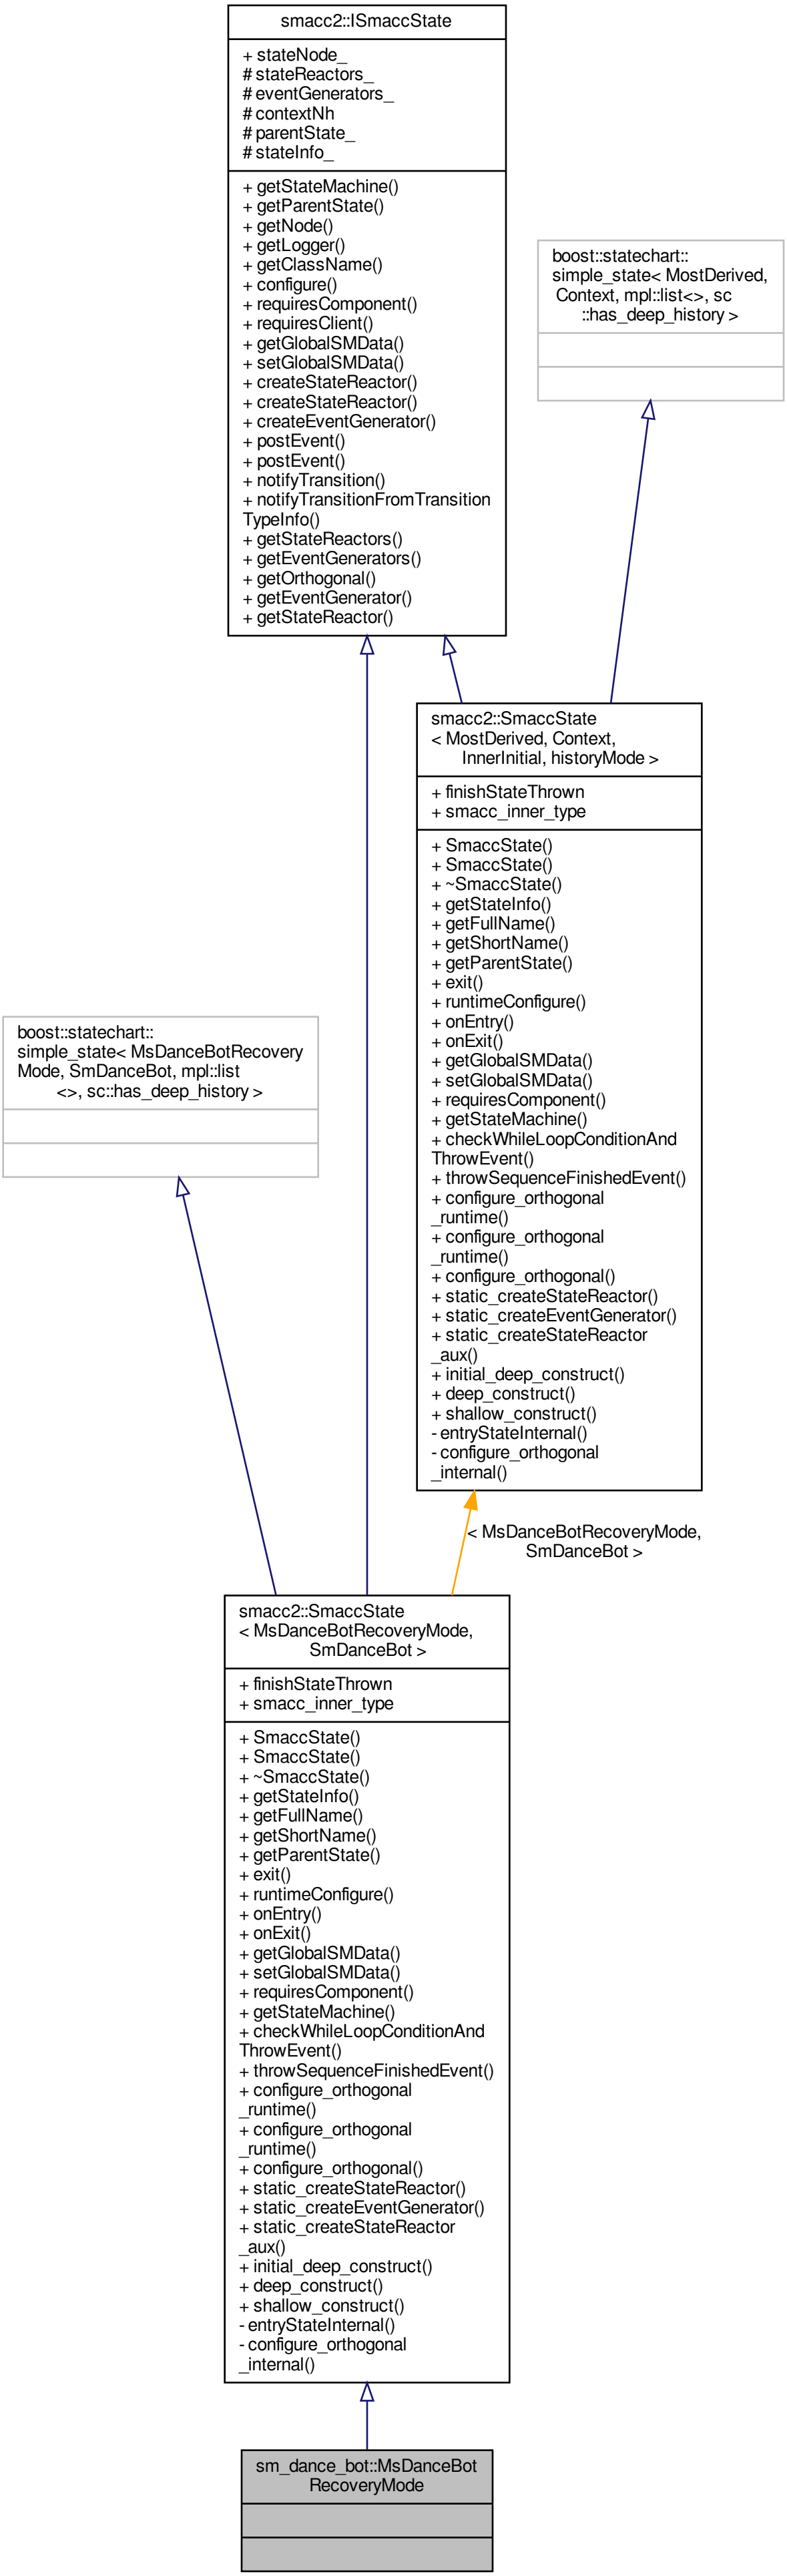 smacc2::ISmaccState
+ stateNode_
# stateReactors_
# eventGenerators_
# contextNh
# parentState_
# stateInfo_
+ getStateMachine()
+ getParentState()
+ getNode()
+ getLogger()
+ getClassName()
+ configure()
+ requiresComponent()
+ requiresClient()
+ getGlobalSMData()
+ setGlobalSMData()
+ createStateReactor()
+ createStateReactor()
+ createEventGenerator()
+ postEvent()
+ postEvent()
+ notifyTransition()
+ notifyTransitionFromTransition
TypeInfo()
+ getStateReactors()
+ getEventGenerators()
+ getOrthogonal()
+ getEventGenerator()
+ getStateReactor()
boost::statechart::
simple_state< MostDerived,
Context, mpl::list<>, sc
::has_deep_history >
smacc2::SmaccState
< MostDerived, Context,
InnerInitial, historyMode >
+ finishStateThrown
+ smacc_inner_type
+ SmaccState()
+ SmaccState()
+ ~SmaccState()
+ getStateInfo()
+ getFullName()
+ getShortName()
+ getParentState()
+ exit()
+ runtimeConfigure()
+ onEntry()
+ onExit()
+ getGlobalSMData()
+ setGlobalSMData()
+ requiresComponent()
+ getStateMachine()
+ checkWhileLoopConditionAnd
ThrowEvent()
+ throwSequenceFinishedEvent()
+ configure_orthogonal
_runtime()
+ configure_orthogonal
_runtime()
+ configure_orthogonal()
+ static_createStateReactor()
+ static_createEventGenerator()
+ static_createStateReactor
_aux()
+ initial_deep_construct()
+ deep_construct()
+ shallow_construct()
- entryStateInternal()
- configure_orthogonal
_internal()
boost::statechart::
simple_state< MsDanceBotRecovery
Mode, SmDanceBot, mpl::list
<>, sc::has_deep_history >
< MsDanceBotRecoveryMode,
SmDanceBot >
smacc2::SmaccState
< MsDanceBotRecoveryMode,
SmDanceBot >
+ finishStateThrown
+ smacc_inner_type
+ SmaccState()
+ SmaccState()
+ ~SmaccState()
+ getStateInfo()
+ getFullName()
+ getShortName()
+ getParentState()
+ exit()
+ runtimeConfigure()
+ onEntry()
+ onExit()
+ getGlobalSMData()
+ setGlobalSMData()
+ requiresComponent()
+ getStateMachine()
+ checkWhileLoopConditionAnd
ThrowEvent()
+ throwSequenceFinishedEvent()
+ configure_orthogonal
_runtime()
+ configure_orthogonal
_runtime()
+ configure_orthogonal()
+ static_createStateReactor()
+ static_createEventGenerator()
+ static_createStateReactor
_aux()
+ initial_deep_construct()
+ deep_construct()
+ shallow_construct()
- entryStateInternal()
- configure_orthogonal
_internal()
sm_dance_bot::MsDanceBot
RecoveryMode